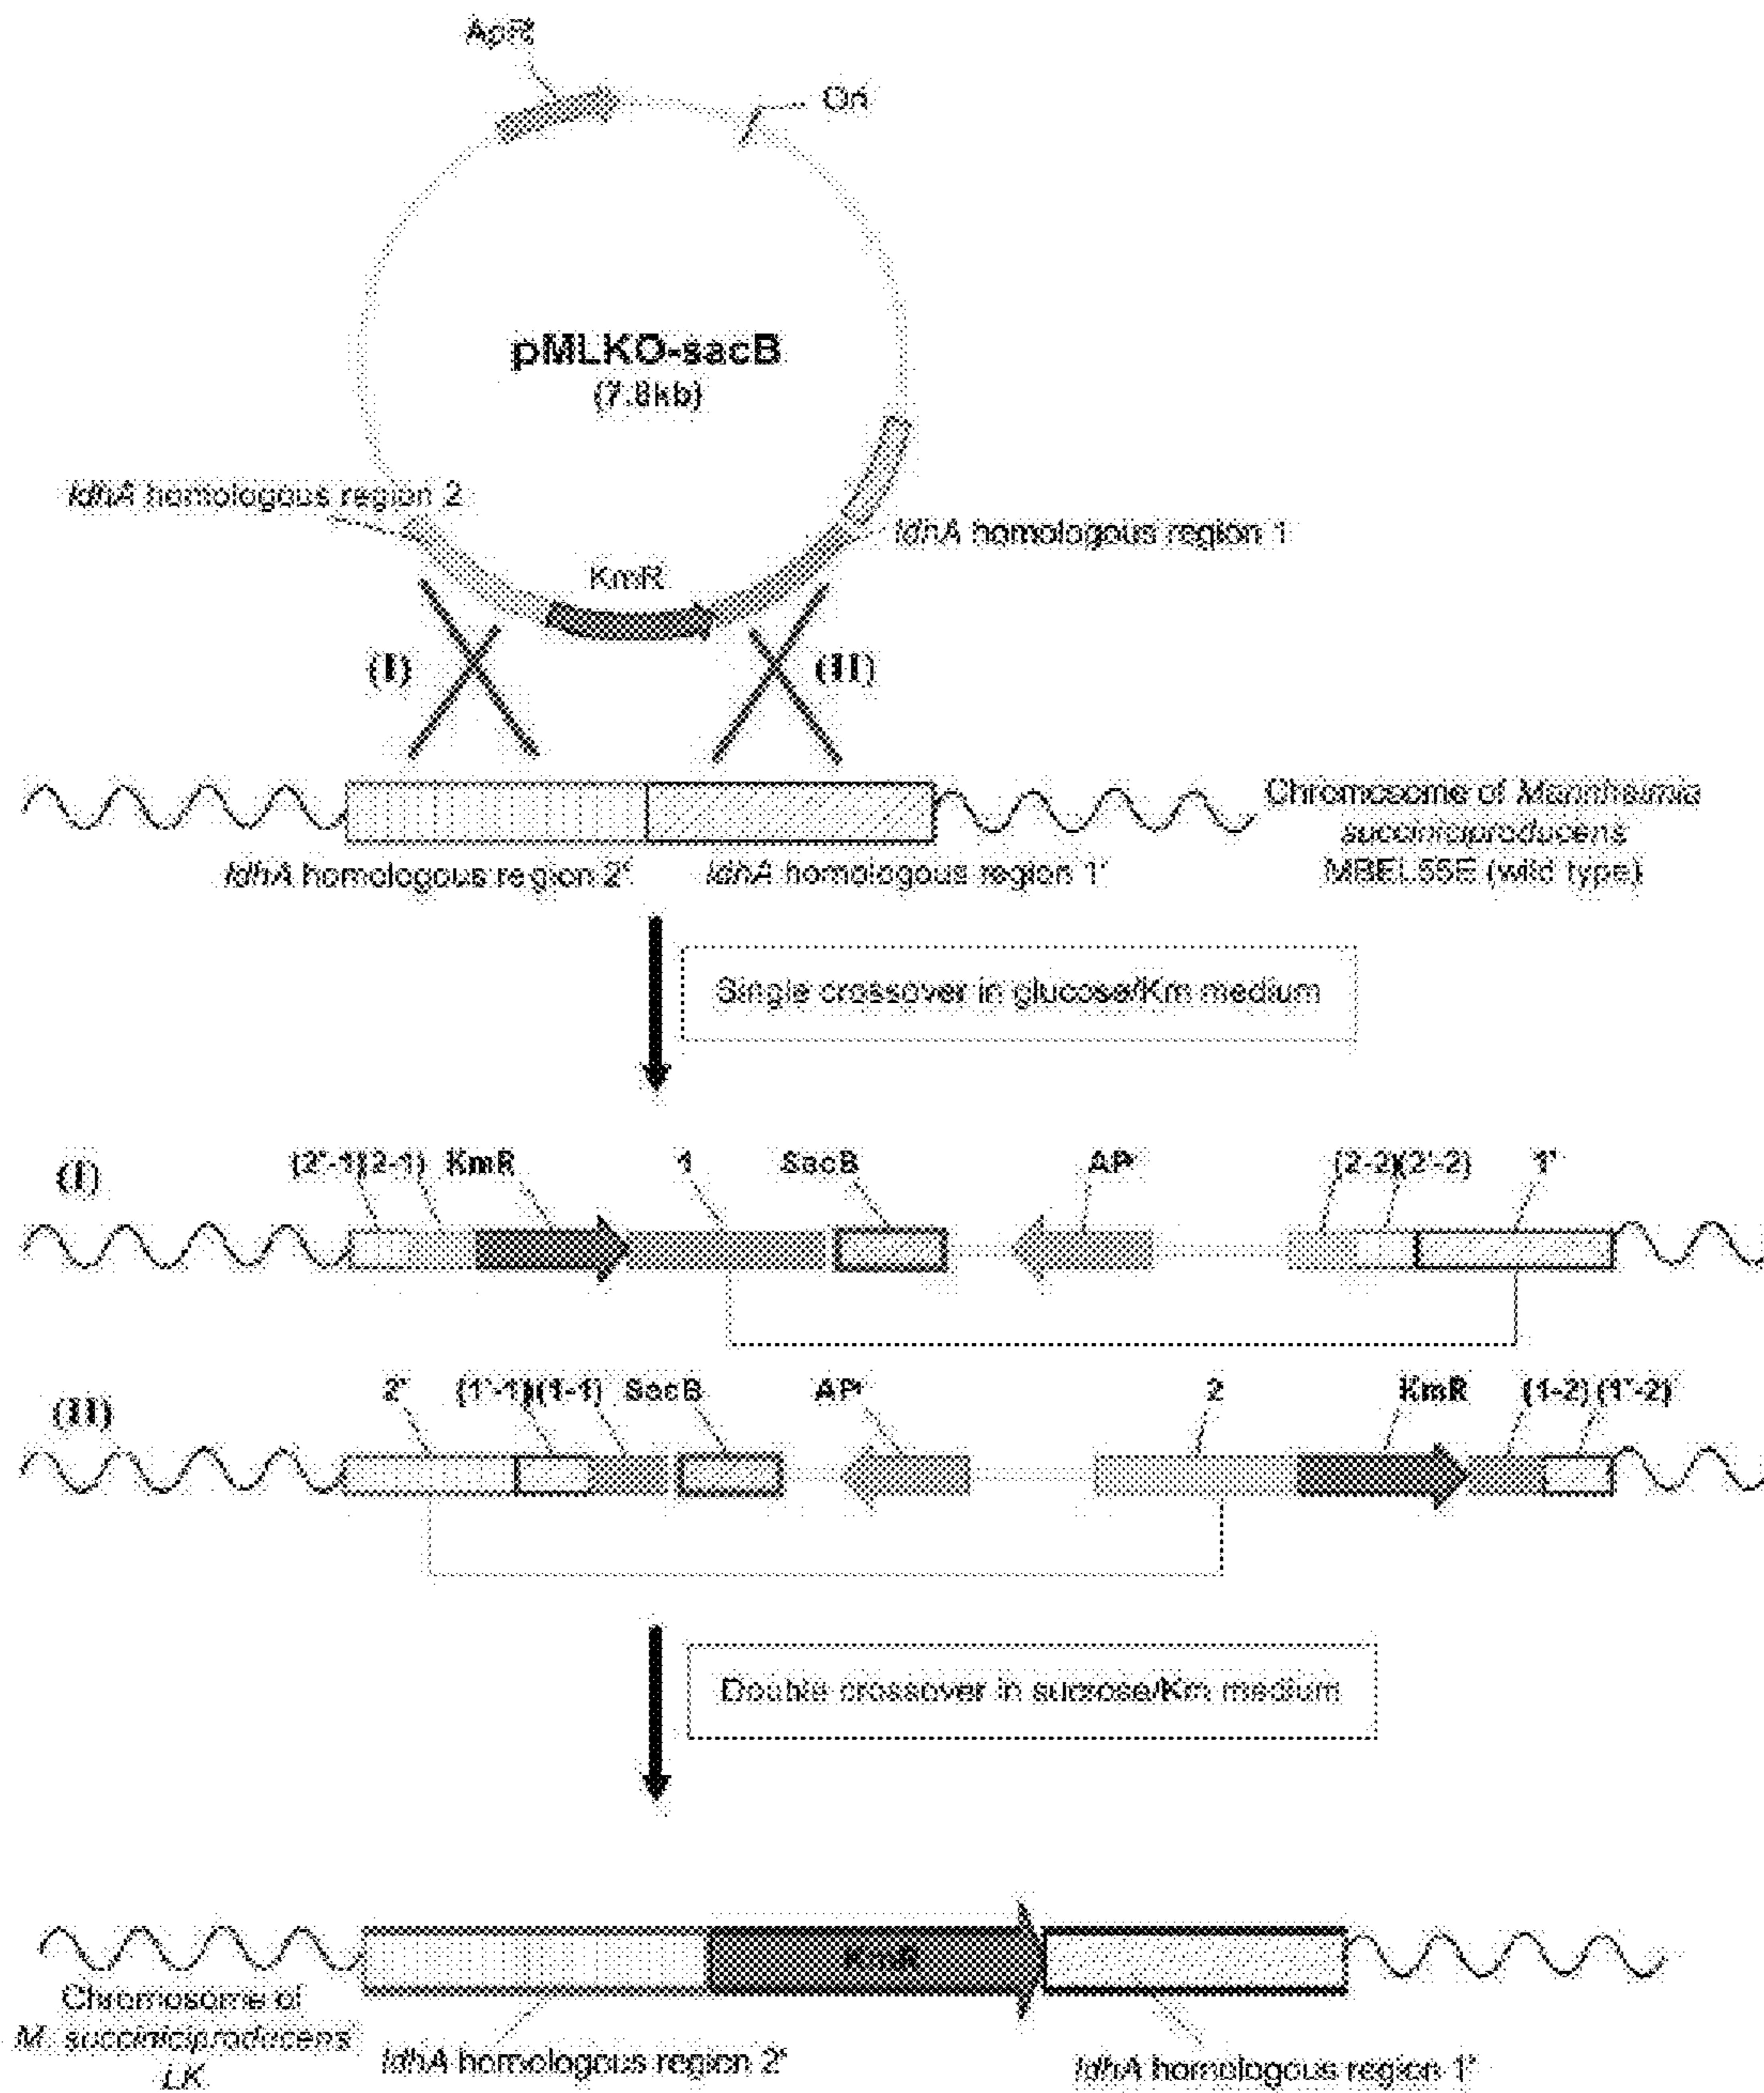 ApR
Ori
pMLKO-sacB
(7.8kb)
ldhA homologous region 2
ldhA homologous region 1
KmR
(I)
(II)
Chromosome of Mannheimia
succiniciproducens
MBEL55E (wild type)
ldhA homologous region 2'
ldhA homologous region 1'
Single crossover in glucose/Km medium
(I)
(2'-1)(2-1) KmR 1 SacB AP (2-2)(2'-2) 1'
(II)
2' (1'-1)(1-1) SacB AP 2 KmR (1-2) (1'-2)
Double crossover in sucrose/Km medium
KmR
Chromosome of
M. succiniciproducens
LK
ldhA homologous region 2'
ldhA homologous region 1'